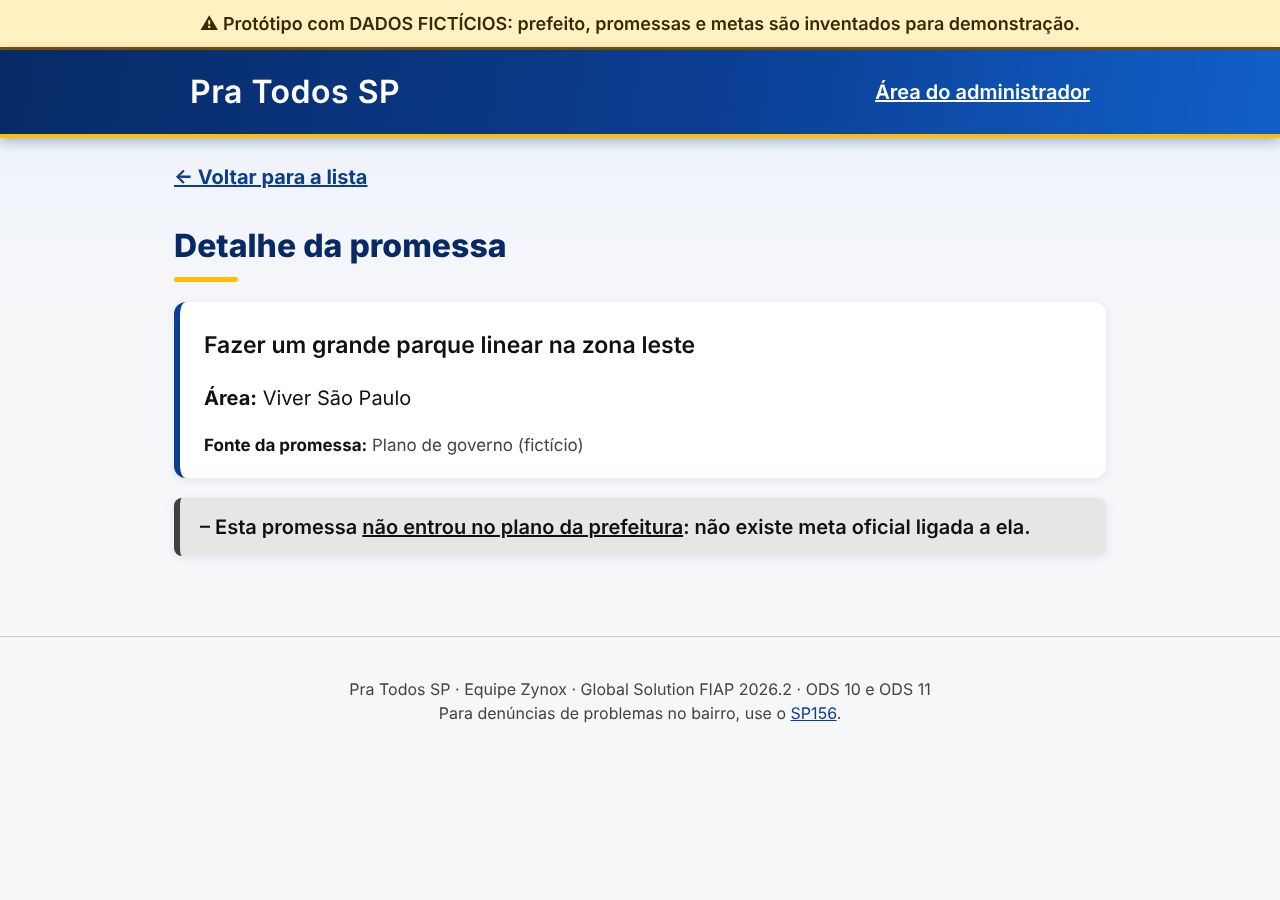 ⚠ Protótipo com DADOS FICTÍCIOS: prefeito, promessas e metas são inventados para demonstração.
Pra Todos SP
Área do administrador
← Voltar para a lista
Detalhe da promessa
Fazer um grande parque linear na zona leste
Área: Viver São Paulo
Fonte da promessa: Plano de governo (fictício)
– Esta promessa não entrou no plano da prefeitura: não existe meta oficial ligada a ela.
Pra Todos SP · Equipe Zynox · Global Solution FIAP 2026.2 · ODS 10 e ODS 11
Para denúncias de problemas no bairro, use o SP156.